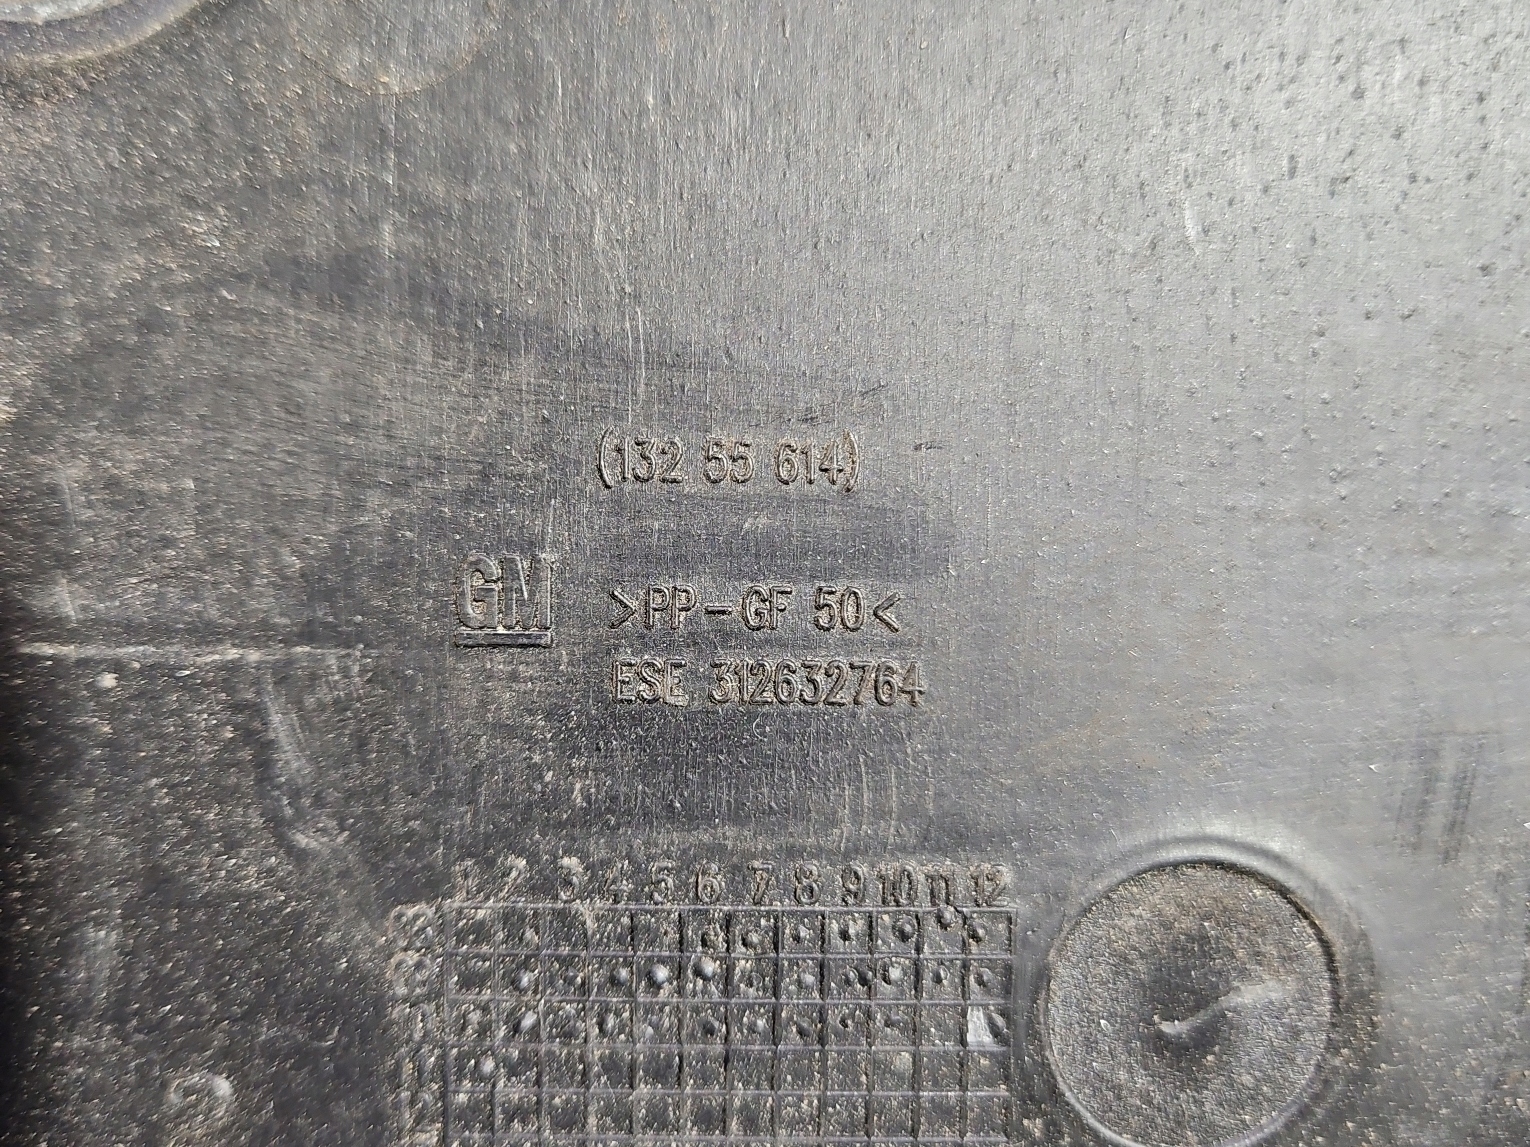 (132 55 614)
GM
>PP-GF 50<
ESE 312632764
1 2 3 4 5 6 7 8 9 10 11 12